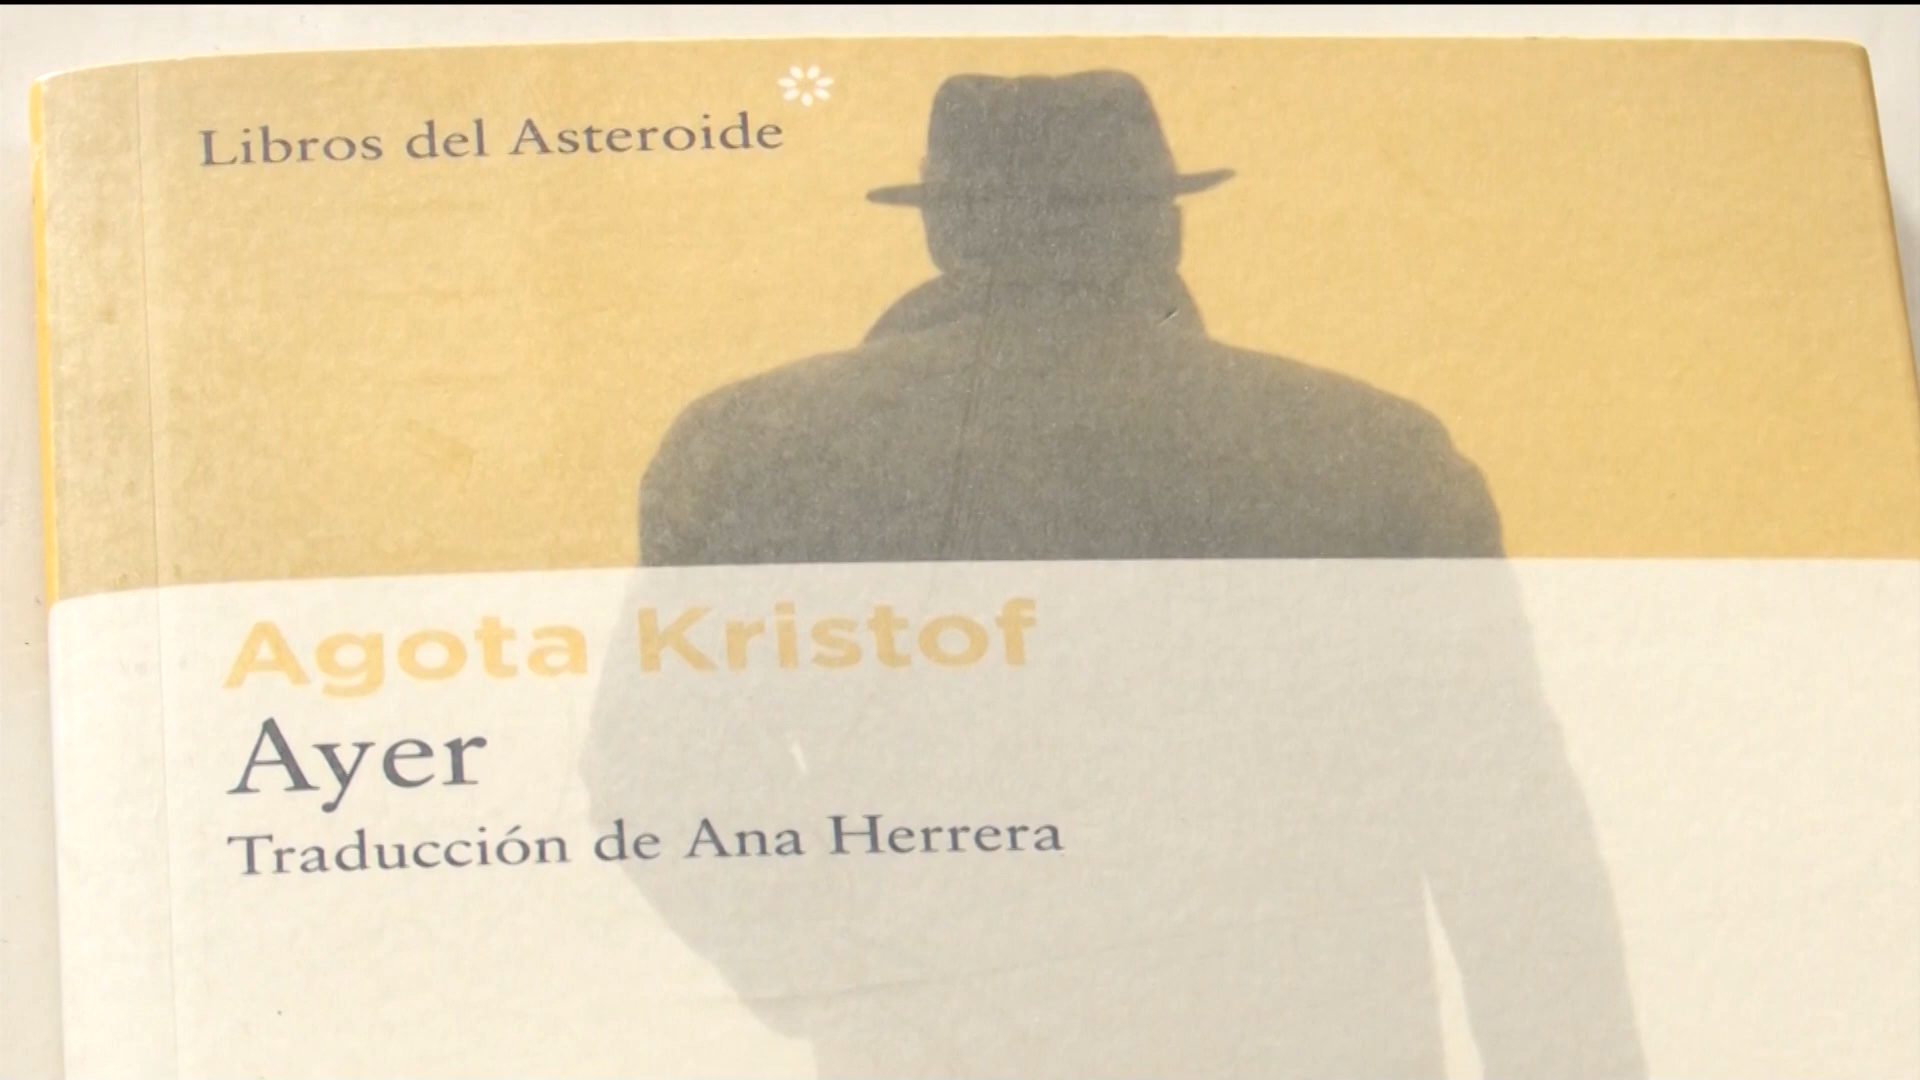 Libros del Asteroide
Agota Kristof
Ayer
Traducción de Ana Herrera